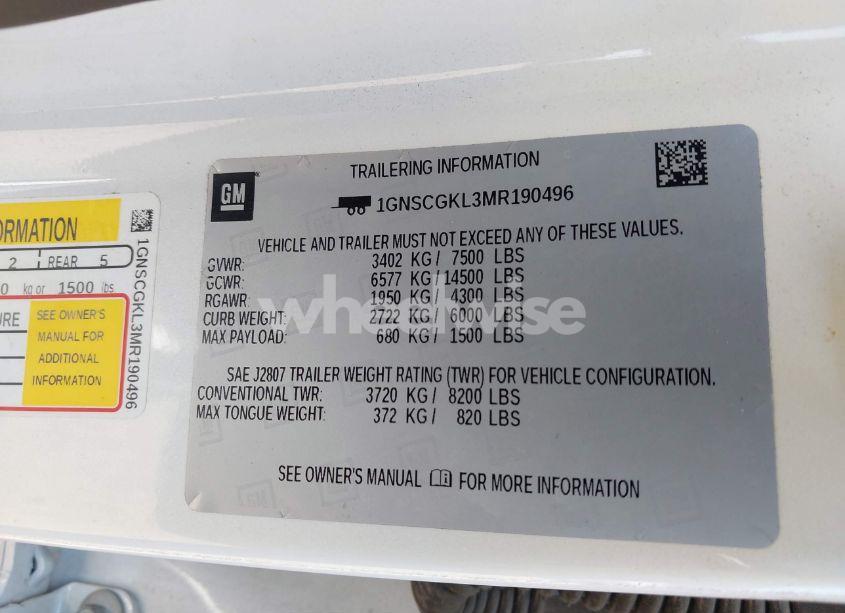 TRAILERING INFORMATION
GM
1GNSCGKL3MR190496
VEHICLE AND TRAILER MUST NOT EXCEED ANY OF THESE VALUES.
GVWR: 3402 KG/ 7500 LBS
GCWR: 6577 KG/ 14500 LBS
RGAWR: 1950 KG/ 4300 LBS
CURB WEIGHT: 2722 KG/ 6000 LBS
MAX PAYLOAD: 680 KG/ 1500 LBS
SAE J2807 TRAILER WEIGHT RATING (TWR) FOR VEHICLE CONFIGURATION.
CONVENTIONAL TWR: 3720 KG/ 8200 LBS
MAX TONGUE WEIGHT: 372 KG/ 820 LBS
SEE OWNER'S MANUAL FOR MORE INFORMATION
ORMATION
2 REAR 5
0 kg or 1500 lbs
URE
SEE OWNER'S
MANUAL FOR
ADDITIONAL
INFORMATION
1GNSCGKL3MR190496
wheelwise